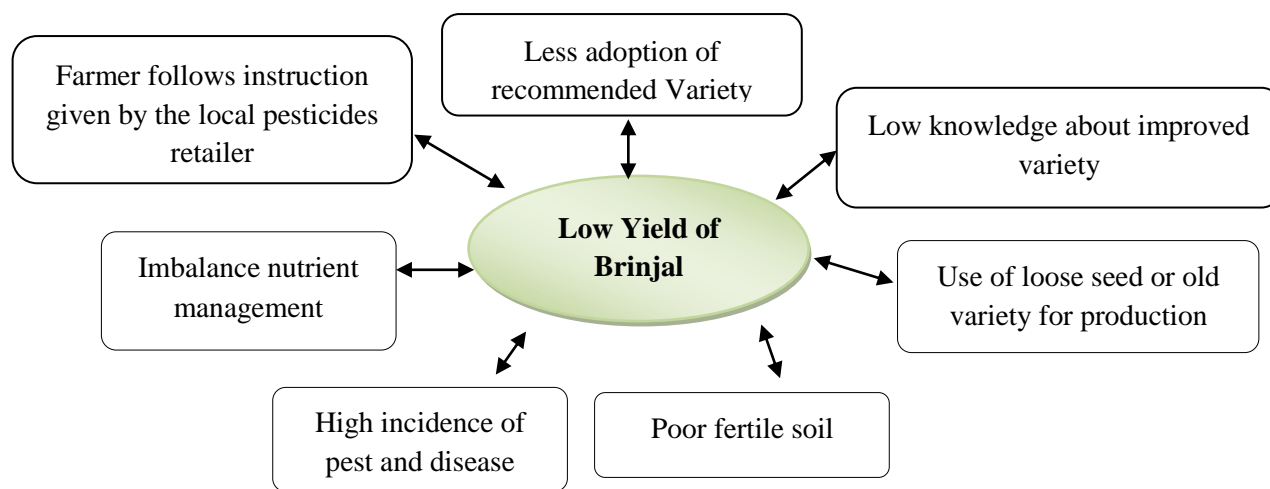 Less adoption of
recommended Variety
Farmer follows instruction
given by the local pesticides
retailer
Low knowledge about improved
variety
Low Yield of
Brinjal
Imbalance nutrient
management
Use of loose seed or old
variety for production
High incidence of
pest and disease
Poor fertile soil